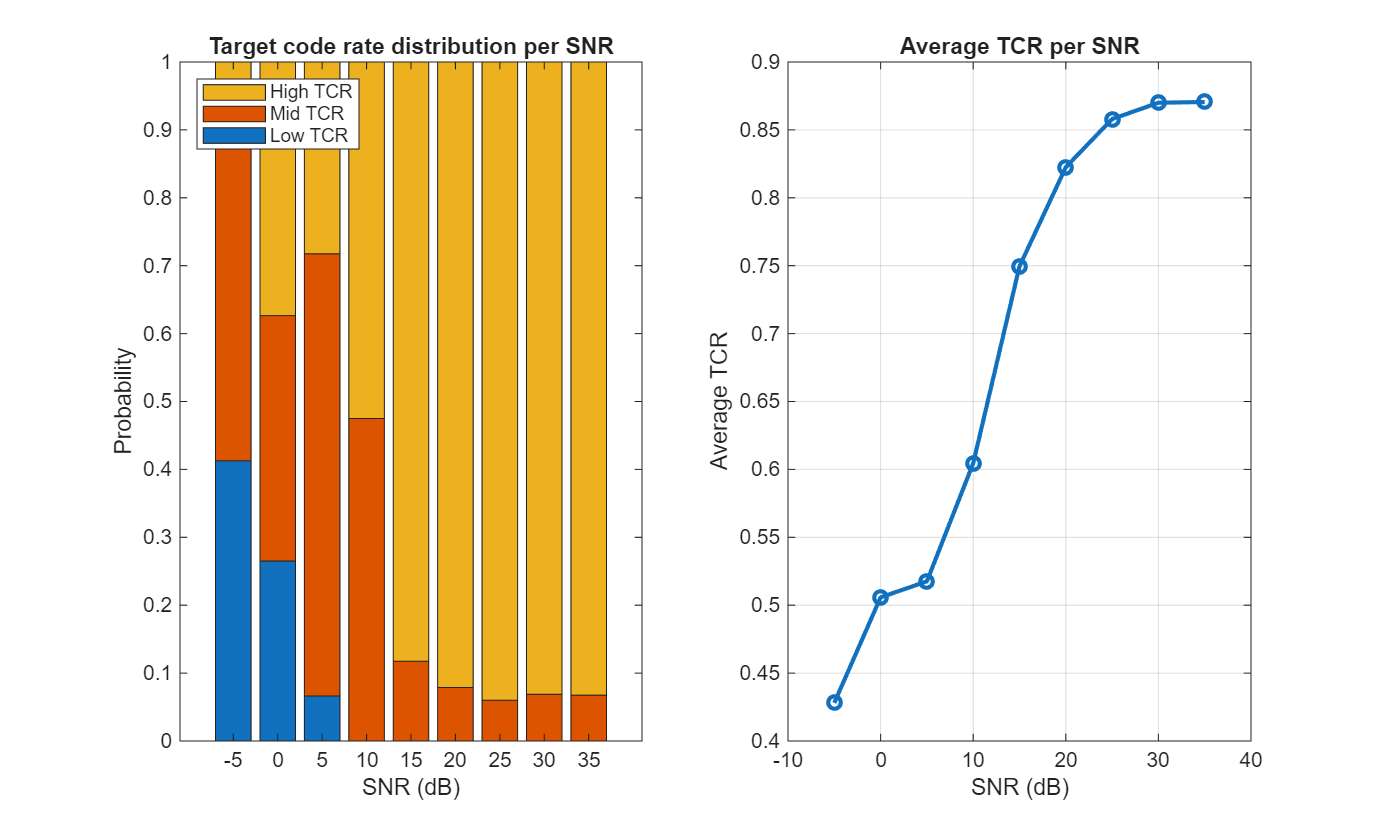 Target code rate distribution per SNR
1
0.9
0.8
0.7
0.6
0.5
0.4
0.3
0.2
0.1
0
Probability
High TCR
Mid TCR
Low TCR
-5 0 5 10 15 20 25 30 35
SNR (dB)
Average TCR per SNR
0.9
0.85
0.8
0.75
0.7
0.65
0.6
0.55
0.5
0.45
0.4
Average TCR
-10 0 10 20 30 40
SNR (dB)